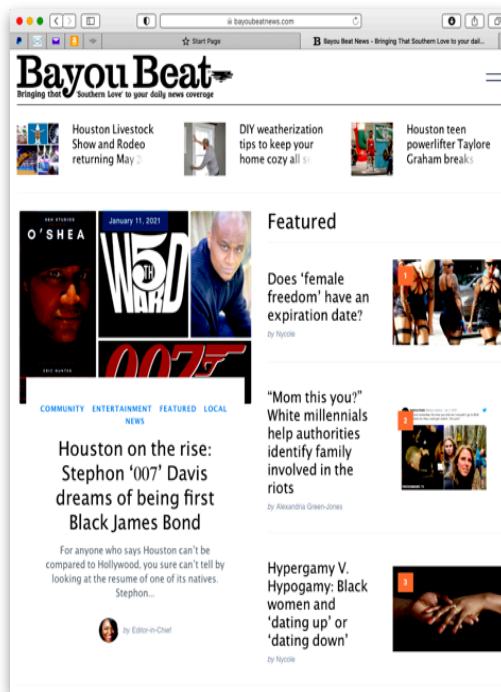 bayoubeatnews.com
Start Page
Bayou Beat News - Bringing That Southern Love to your dail...
Bayou Beat
Bringing that 'Southern Love' to your daily news coverage
Houston Livestock
Show and Rodeo
returning May 2
DIY weatherization
tips to keep your
home cozy all se
Houston teen
powerlifter Taylore
Graham breaks
January 11, 2021
O'SHEA
ERIC HUNTER
5TH
WARD
007
COMMUNITY ENTERTAINMENT FEATURED LOCAL
NEWS
Houston on the rise:
Stephon '007' Davis
dreams of being first
Black James Bond
For anyone who says Houston can't be
compared to Hollywood, you sure can't tell by
looking at the resume of one of its natives.
Stephon...
by Editor-in-Chief
Featured
Does 'female
freedom' have an
expiration date?
by Nycole
1
"Mom this you?"
White millennials
help authorities
identify family
involved in the
riots
by Alexandria Green-Jones
2
Hypergamy V.
Hypogamy: Black
women and
'dating up' or
'dating down'
by Nycole
3